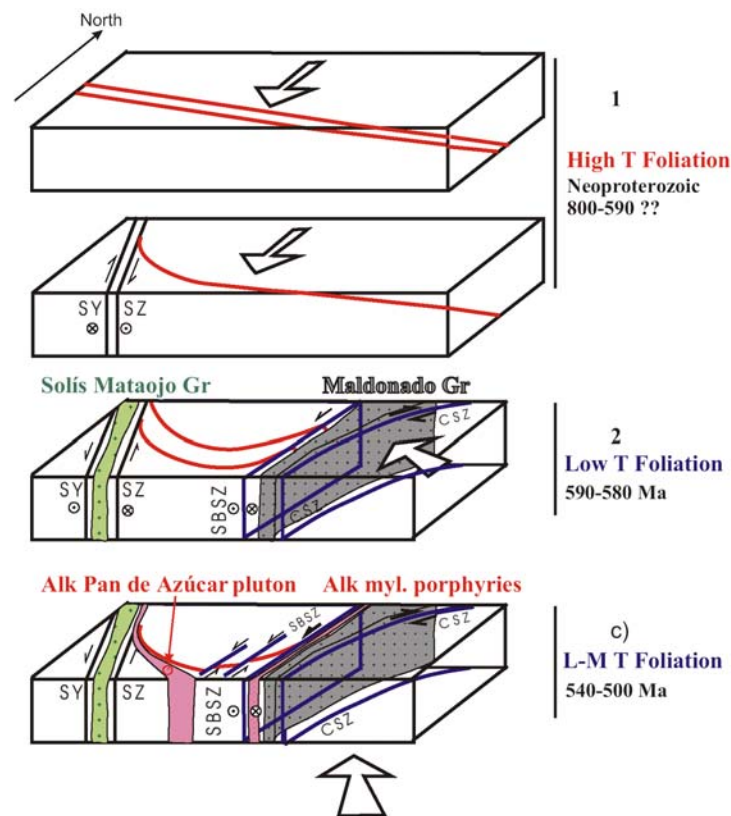 North
1
High T Foliation
Neoproterozoic
800-590 ??
SY SZ
Solís Mataojo Gr
Maldonado Gr
CSZ
2
Low T Foliation
590-580 Ma
SY SZ
SBSZ
CSZ
Alk Pan de Azúcar pluton
Alk myl. porphyries
SBSZ
CSZ
c)
L-M T Foliation
540-500 Ma
SY SZ
SBSZ
CSZ